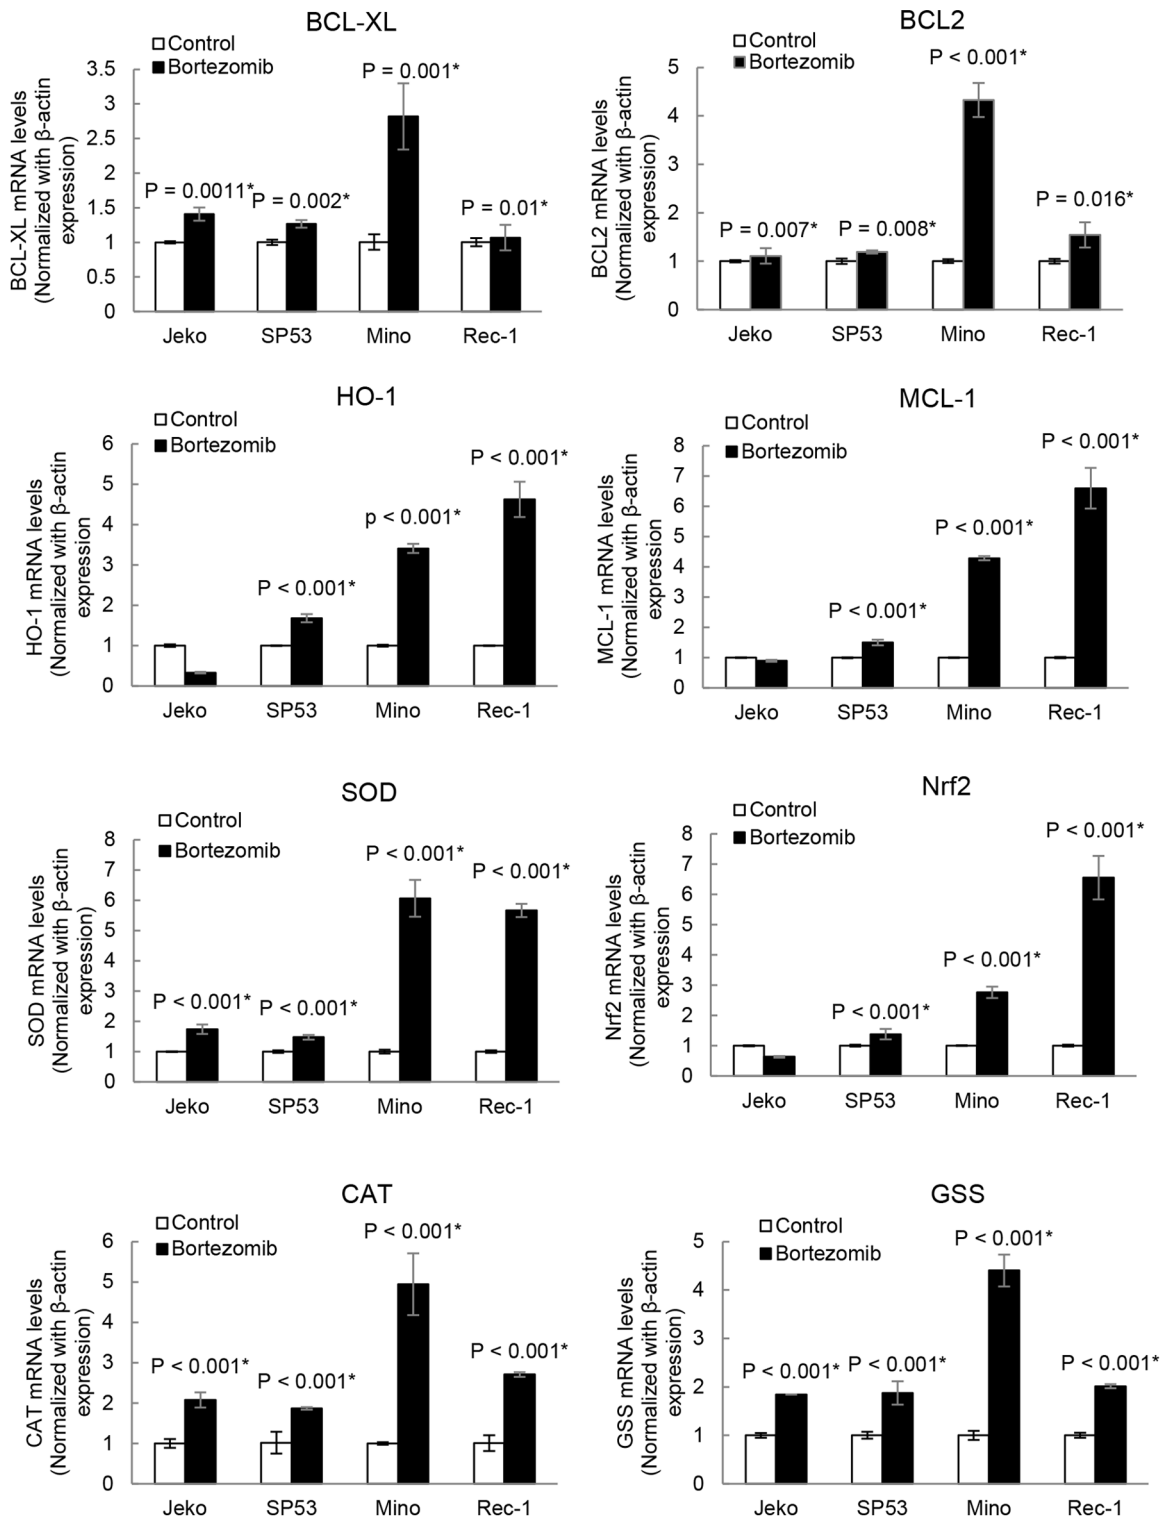 BCL-XL
Control
Bortezomib
BCL-XL mRNA levels
(Normalized with β-actin
expression)
3.5
3
2.5
2
1.5
1
0.5
0
P = 0.0011*
P = 0.002*
P = 0.001*
P = 0.01*
Jeko SP53 Mino Rec-1
BCL2
Control
Bortezomib
BCL2 mRNA levels
(Normalized with β-actin
expression)
5
4
3
2
1
0
P = 0.007*
P = 0.008*
P < 0.001*
P = 0.016*
Jeko SP53 Mino Rec-1
HO-1
Control
Bortezomib
HO-1 mRNA levels
(Normalized with β-actin
expression
6
5
4
3
2
1
0
P < 0.001*
p < 0.001*
P < 0.001*
Jeko SP53 Mino Rec-1
MCL-1
Control
Bortezomib
MCL-1 mRNA levels
(Normalized with β-actin
expression
8
7
6
5
4
3
2
1
0
P < 0.001*
P < 0.001*
P < 0.001*
Jeko SP53 Mino Rec-1
SOD
Control
Bortezomib
SOD mRNA levels
(Normalized with β-actin
expression)
8
7
6
5
4
3
2
1
0
P < 0.001*
P < 0.001*
P < 0.001*
P < 0.001*
Jeko SP53 Mino Rec-1
Nrf2
Control
Bortezomib
Nrf2 mRNA levels
(Normalized with β-actin
expression
8
7
6
5
4
3
2
1
0
P < 0.001*
P < 0.001*
P < 0.001*
Jeko SP53 Mino Rec-1
CAT
Control
Bortezomib
CAT mRNA levels
(Normalized with β-actin
expression)
6
5
4
3
2
1
0
P < 0.001*
P < 0.001*
P < 0.001*
P < 0.001*
Jeko SP53 Mino Rec-1
GSS
Control
Bortezomib
GSS mRNA levels
(Normalized with β-actin
expression)
5
4
3
2
1
0
P < 0.001*
P < 0.001*
P < 0.001*
P < 0.001*
Jeko SP53 Mino Rec-1